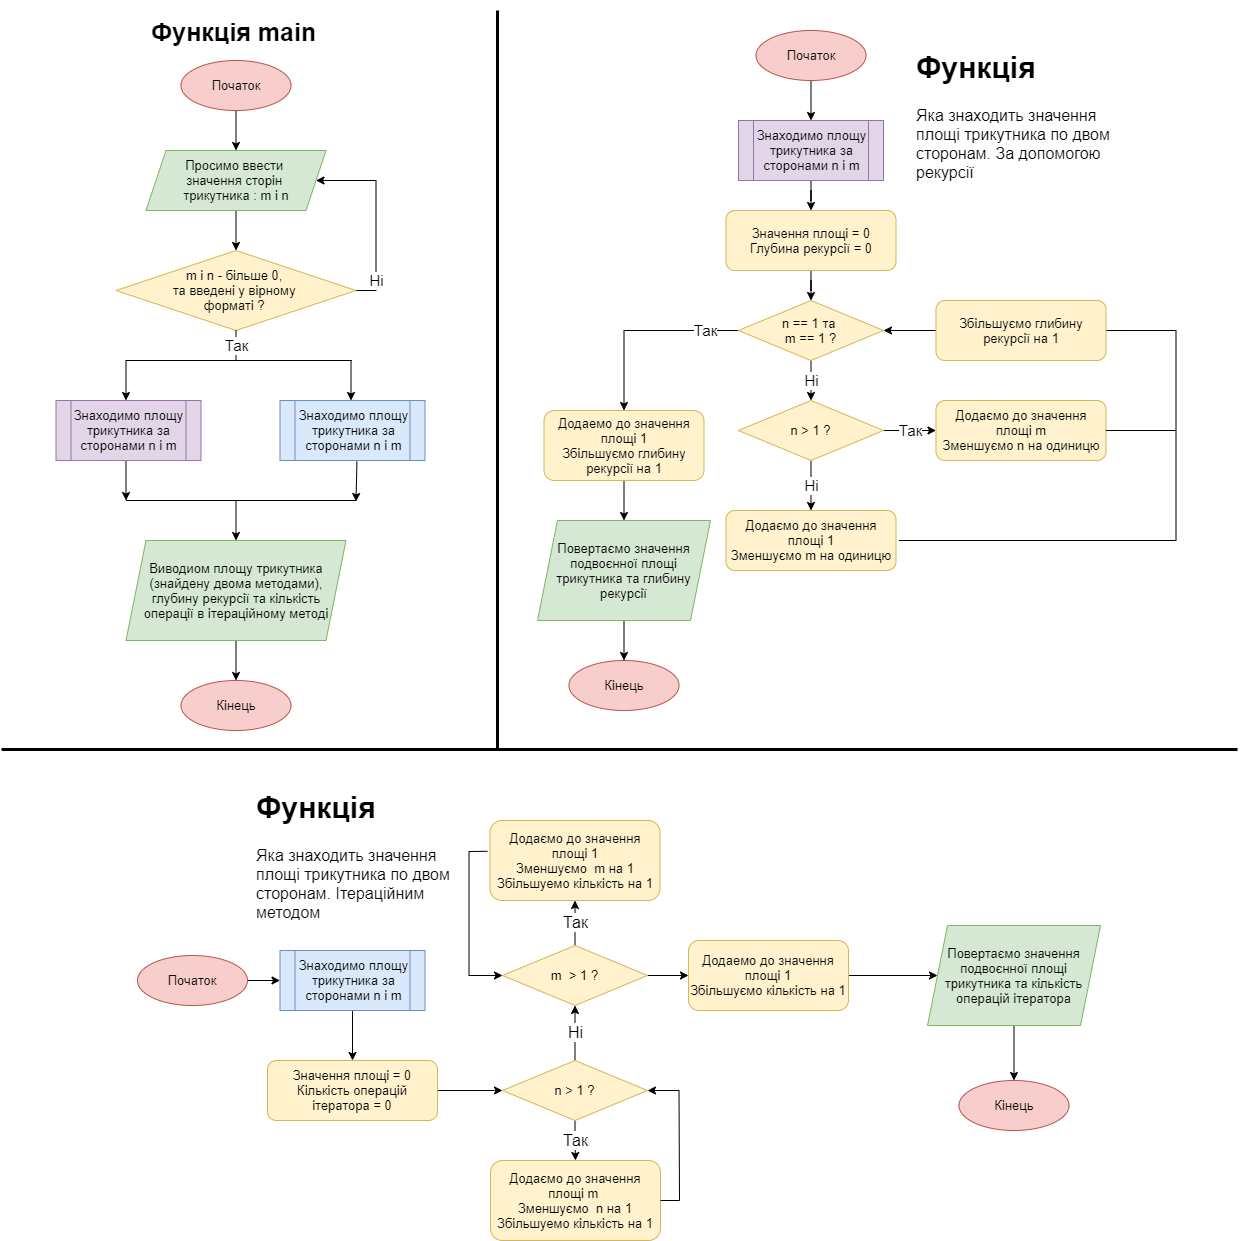 Функція main
Початок
Просимо ввести
значення сторін
трикутника : m і n
m і n - більше 0,
та введені у вірному
форматі ?
Ні
Так
Знаходимо площу
трикутника за
сторонами n і m
Знаходимо площу
трикутника за
сторонами n і m
Виводиом площу трикутника
(знайдену двома методами),
глубину рекурсії та кількість
операції в ітераційному методі
Кінець
Функція
Яка знаходить значення
площі трикутника по двом
сторонам. За допомогою
рекурсії
Початок
Знаходимо площу
трикутника за
сторонами n і m
Значення площі = 0
Глубина рекурсії = 0
n == 1 та
m == 1 ?
Так
Ні
Збільшуємо глибину
рекурсії на 1
n > 1 ?
Так
Ні
Додаємо до значення
площі m
Зменшуємо n на одиницю
Додаемо до значення
площі 1
Збільшуємо глибину
рекурсії на 1
Додаємо до значення
площі 1
Зменшуємо m на одиницю
Повертаємо значення
подвоєнної площі
трикутника та глибину
рекурсії
Кінець
Функція
Яка знаходить значення
площі трикутника по двом
сторонам. Ітераційним
методом
Початок
Знаходимо площу
трикутника за
сторонами n і m
Значення площі = 0
Кількість операцій
ітератора = 0
n > 1 ?
Так
Додаємо до значення
площі m
Зменшуємо  n на 1
Збільшуемо кількість на 1
Ні
m  > 1 ?
Так
Додаємо до значення
площі 1
Зменшуємо  m на 1
Збільшуемо кількість на 1
Додаемо до значення
площі 1
Збільшуємо кількість на 1
Повертаємо значення
подвоєнної площі
трикутника та кількість
операцій ітератора
Кінець